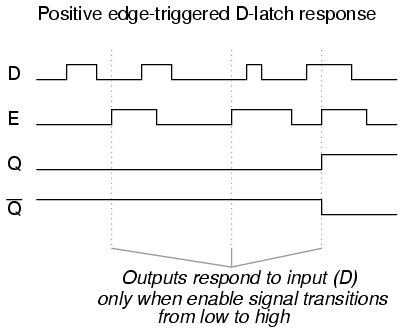 Positive edge-triggered D-latch response
D
E
Q
Q̅
Outputs respond to input (D)
only when enable signal transitions
from low to high